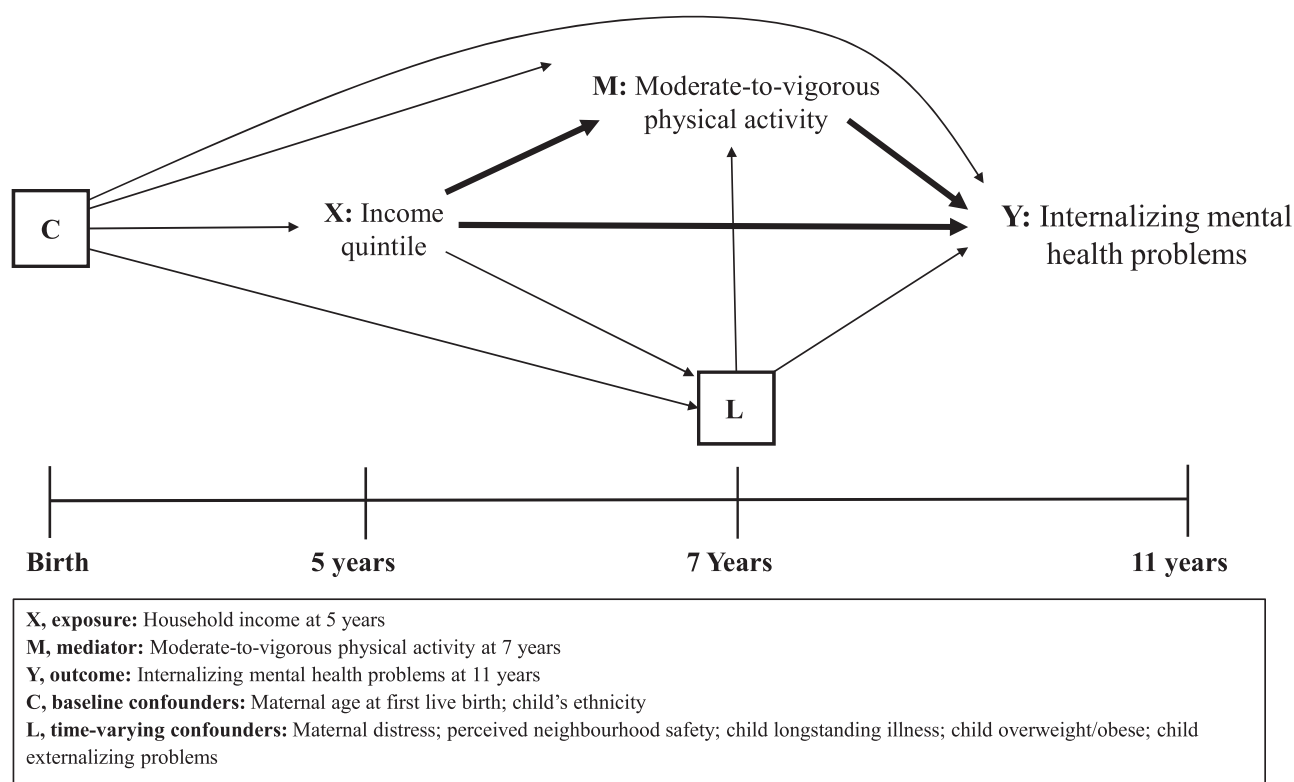 M: Moderate-to-vigorous
physical activity
C
X: Income
quintile
Y: Internalizing mental
health problems
L
Birth
5 years
7 Years
11 years
X, exposure: Household income at 5 years
M, mediator: Moderate-to-vigorous physical activity at 7 years
Y, outcome: Internalizing mental health problems at 11 years
C, baseline confounders: Maternal age at first live birth; child’s ethnicity
L, time-varying confounders: Maternal distress; perceived neighbourhood safety; child longstanding illness; child overweight/obese; child
externalizing problems